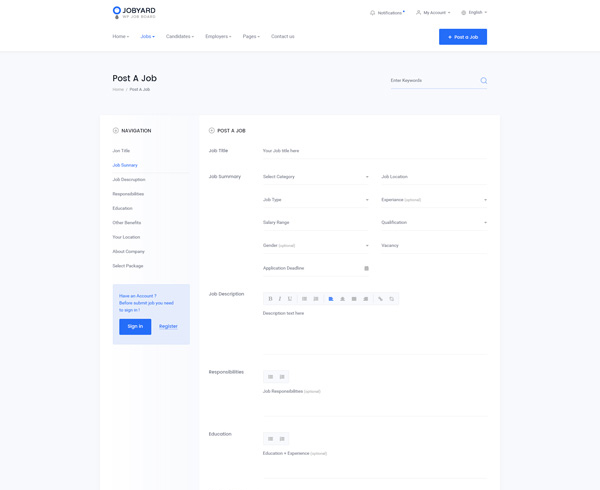 JOBYARD
WP JOB BOARD
Notifications
My Account
English
Home
Jobs
Candidates
Employers
Pages
Contact us
+ Post a Job
Post A Job
Home / Post A Job
Enter Keywords
NAVIGATION
Jon Title
Job Sumary
Job Descruption
Responsibilities
Education
Other Benefits
Your Location
About Company
Select Package
Have an Account ?
Before submit job you need
to sign in !
Sign in
Register
POST A JOB
Job Title
Your Job title here
Job Summary
Select Category
Job Location
Job Type
Experience (optional)
Salary Range
Qualification
Gender (optional)
Vacancy
Application Deadline
Job Description
B I U
Description text here
Responsibilities
Job Responsibilities (optional)
Education
Education + Experience (optional)